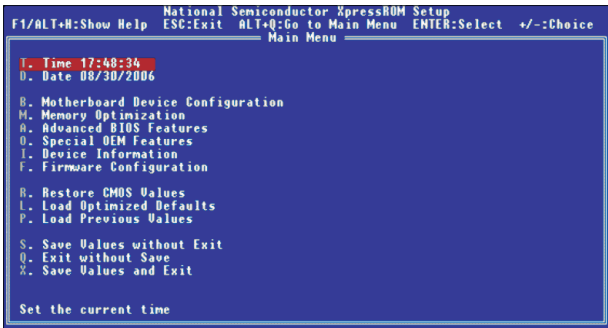 National Semiconductor XpressROM Setup
F1/ALT+H:Show Help ESC:Exit ALT+Q:Go to Main Menu ENTER:Select +/-:Choice
Main Menu
T. Time 17:48:34
D. Date 08/30/2006
B. Motherboard Device Configuration
M. Memory Optimization
A. Advanced BIOS Features
O. Special OEM Features
I. Device Information
F. Firmware Configuration
R. Restore CMOS Values
L. Load Optimized Defaults
P. Load Previous Values
S. Save Values without Exit
Q. Exit without Save
X. Save Values and Exit
Set the current time